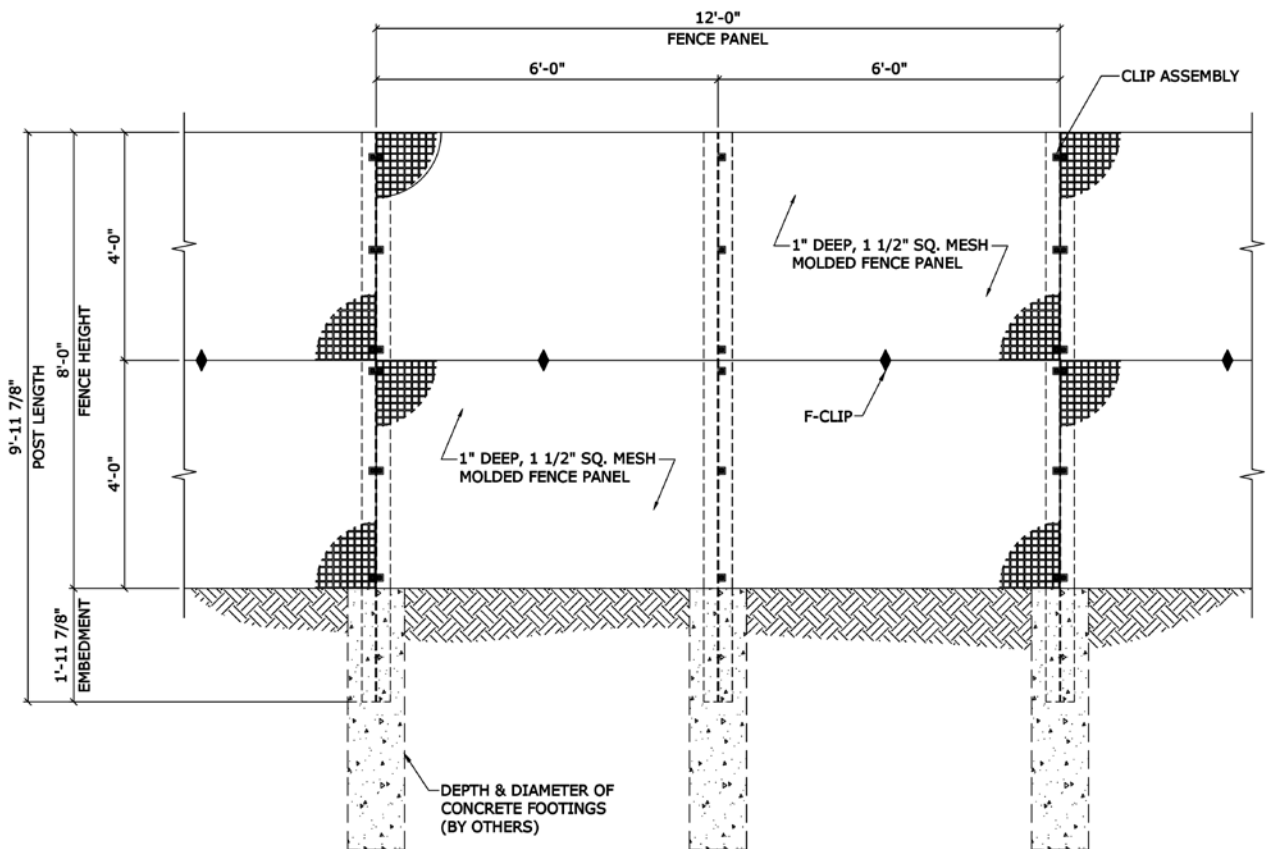 12'-0"
FENCE PANEL
6'-0"
6'-0"
CLIP ASSEMBLY
9'-11 7/8"
POST LENGTH
8'-0"
FENCE HEIGHT
4'-0"
4'-0"
1'-11 7/8"
EMBEDMENT
1" DEEP, 1 1/2" SQ. MESH
MOLDED FENCE PANEL
F-CLIP
1" DEEP, 1 1/2" SQ. MESH
MOLDED FENCE PANEL
DEPTH & DIAMETER OF
CONCRETE FOOTINGS
(BY OTHERS)